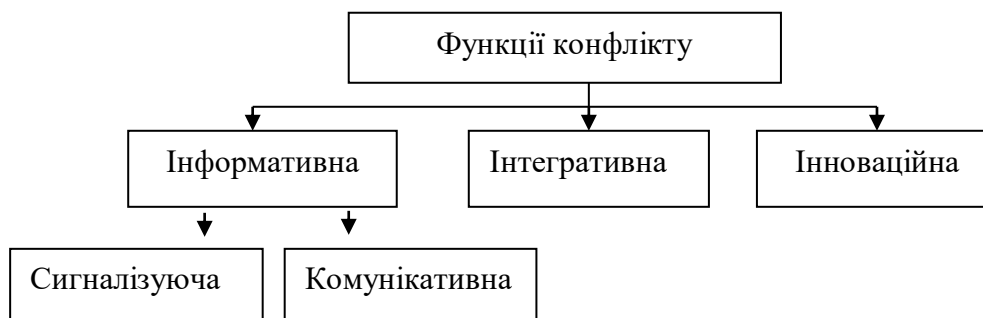 Функції конфлікту
Інформативна
Інтегративна
Інноваційна
Сигналізуюча
Комунікативна